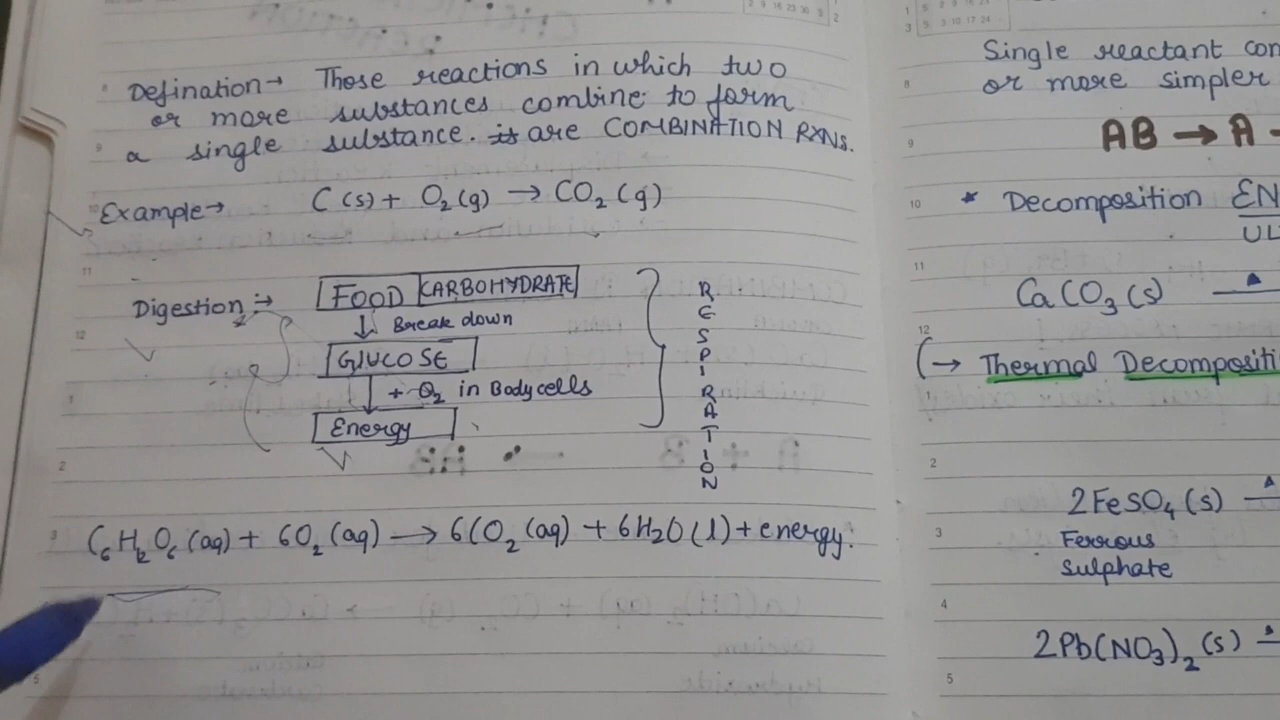 Defination→ Those reactions in which two
or more substances combine to form
a single substance. is are COMBINATION RXNS.
Example→ C (s) + O₂ (g) → CO₂ (g)
Digestion :→ FOOD CARBOHYDRATE
↓ Break down
GLUCOSE
↓ + O₂ in Body cells
Energy
RESPIRATION
C₆H₁₂O₆ (aq) + 6O₂ (aq) → 6CO₂ (aq) + 6H₂O (l) + energy.
Single reactant
or more simpler
AB → A
* Decomposition
CaCO₃ (s)
(→ Thermal
2FeSO₄ (s)
Ferrous
Sulphate
2Pb(NO₃)₂ (s)